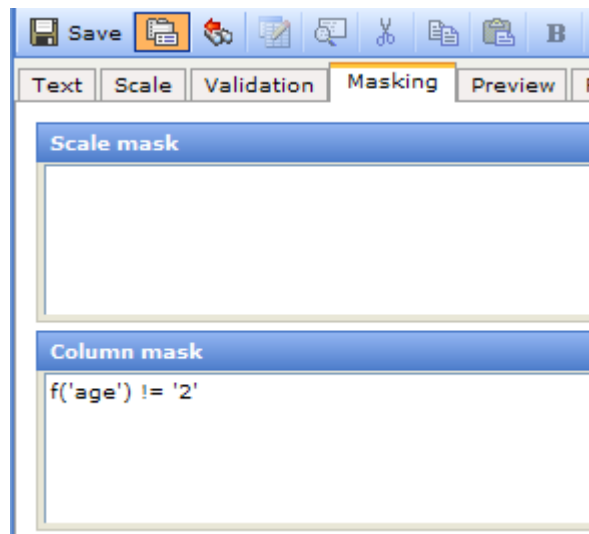 Save B
Text Scale Validation Masking Preview
Scale mask
Column mask
f('age') != '2'